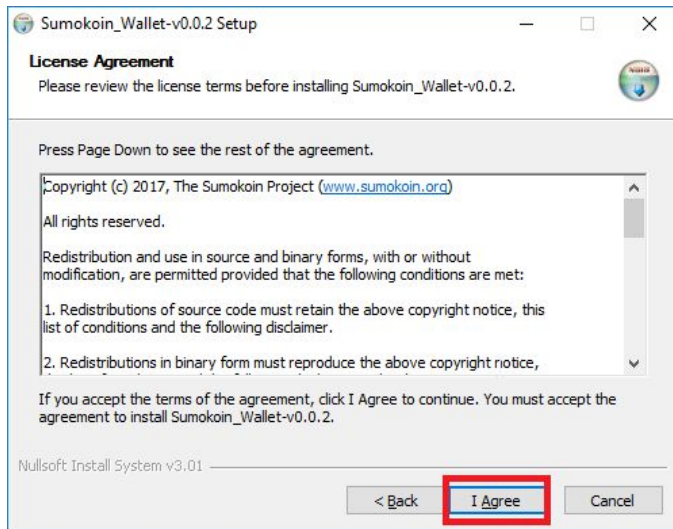 Sumokoin_Wallet-v0.0.2 Setup
License Agreement
Please review the license terms before installing Sumokoin_Wallet-v0.0.2.
Press Page Down to see the rest of the agreement.
Copyright (c) 2017, The Sumokoin Project (www.sumokoin.org)
All rights reserved.
Redistribution and use in source and binary forms, with or without
modification, are permitted provided that the following conditions are met:
1. Redistributions of source code must retain the above copyright notice, this
list of conditions and the following disclaimer.
2. Redistributions in binary form must reproduce the above copyright notice,
If you accept the terms of the agreement, click I Agree to continue. You must accept the
agreement to install Sumokoin_Wallet-v0.0.2.
Nullsoft Install System v3.01
< Back
I Agree
Cancel